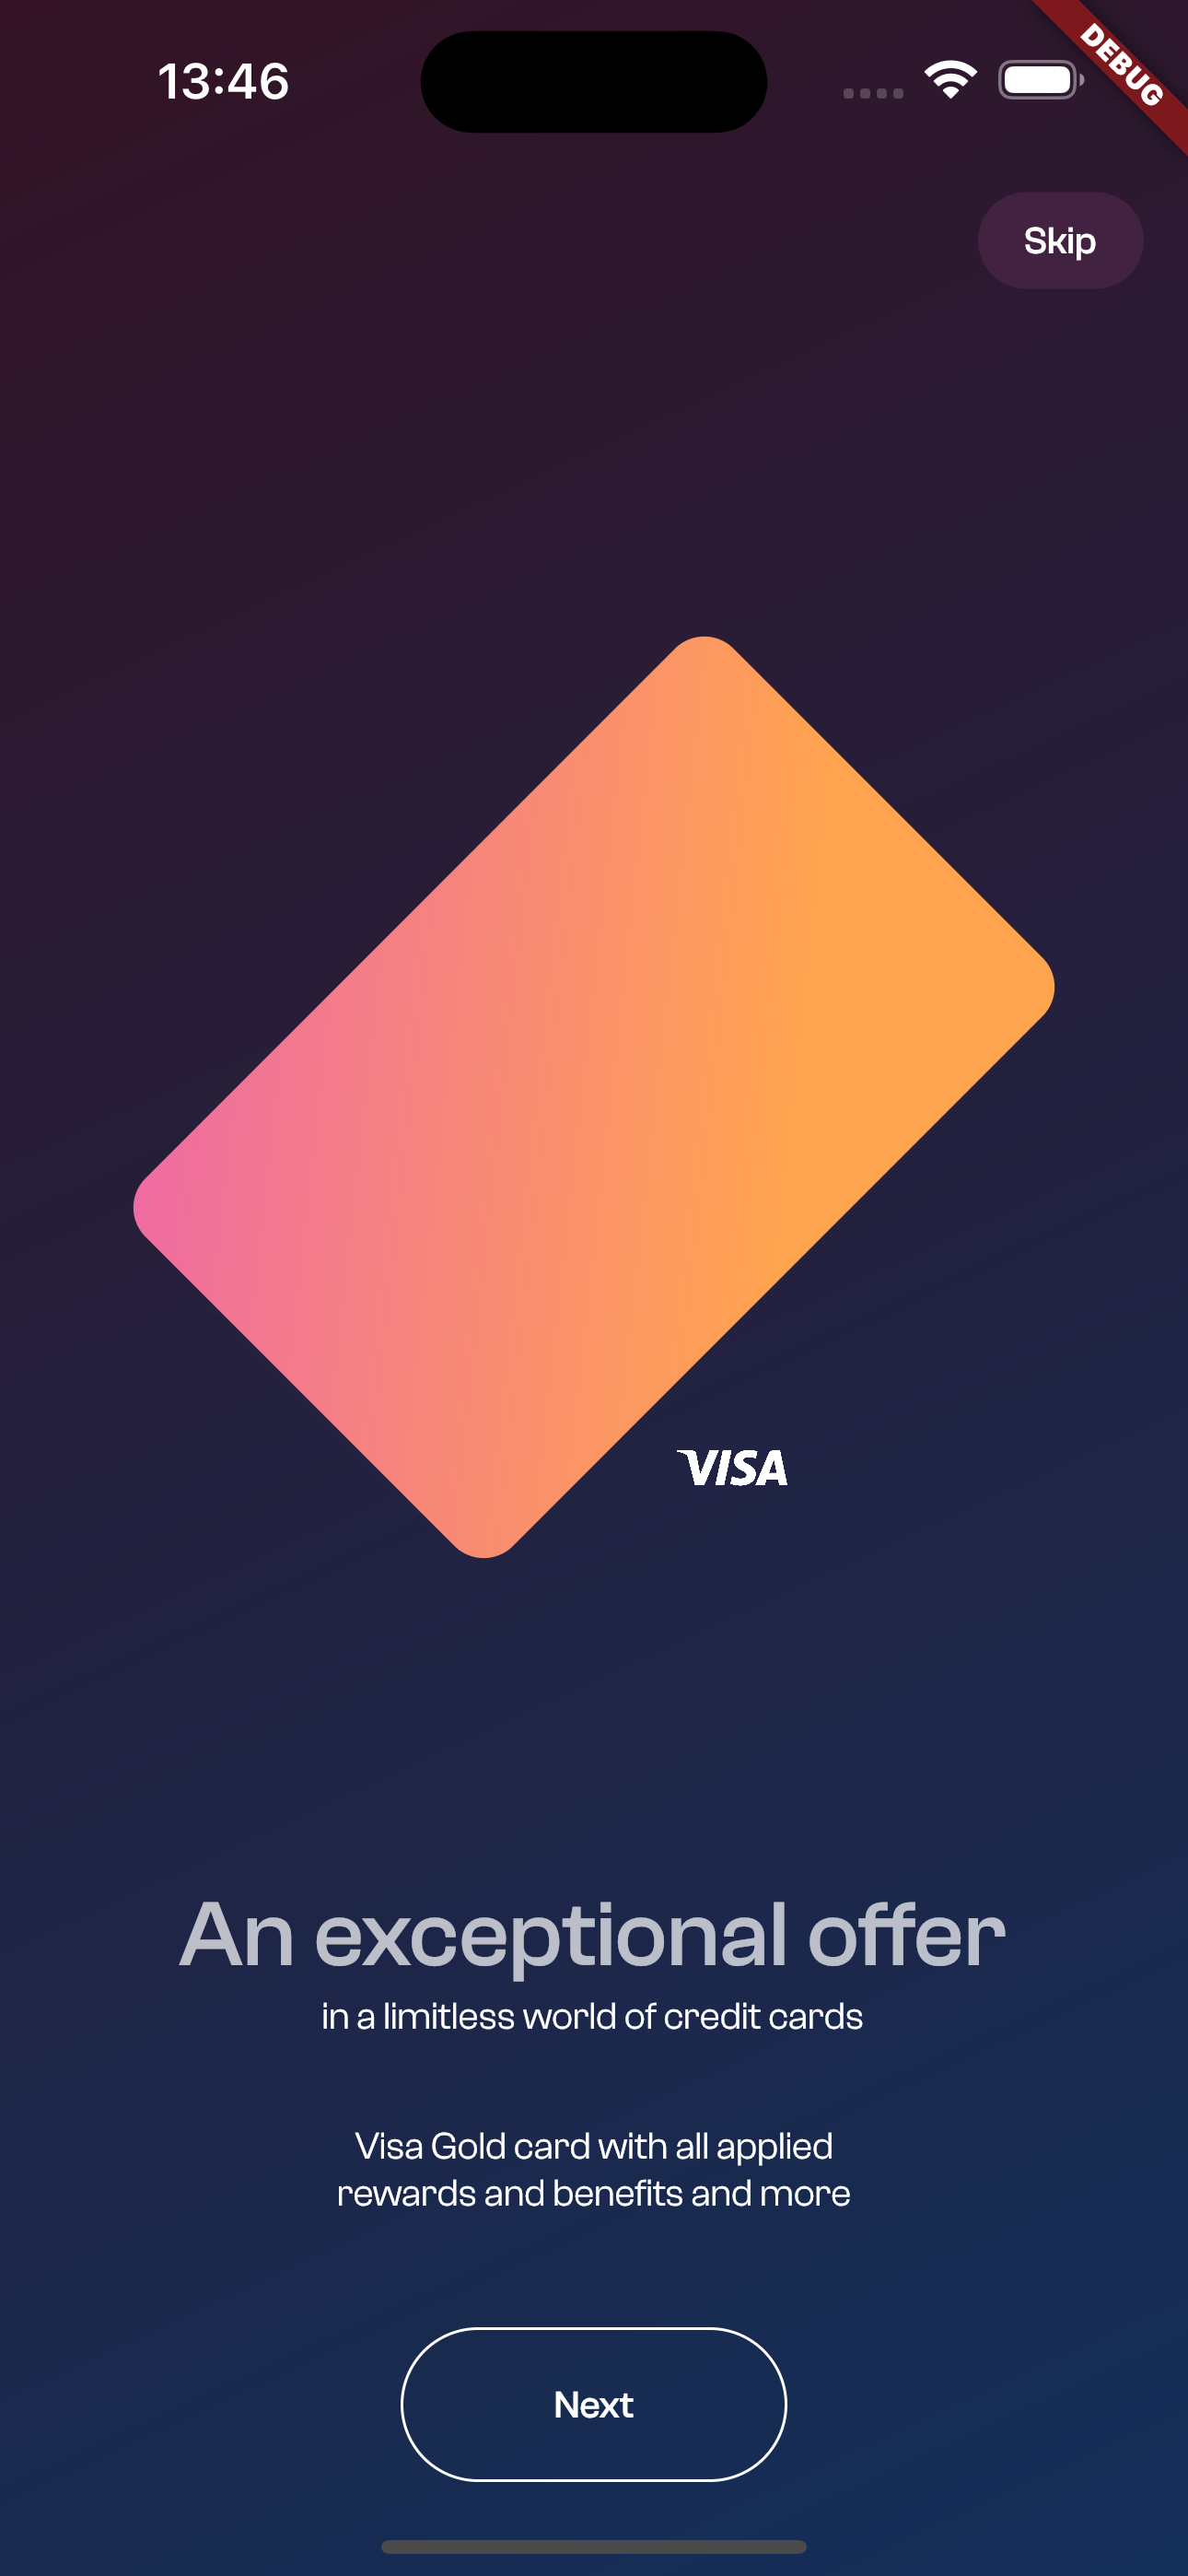 13:46
DEBUG
Skip
VISA
An exceptional offer
in a limitless world of credit cards
Visa Gold card with all applied
rewards and benefits and more
Next